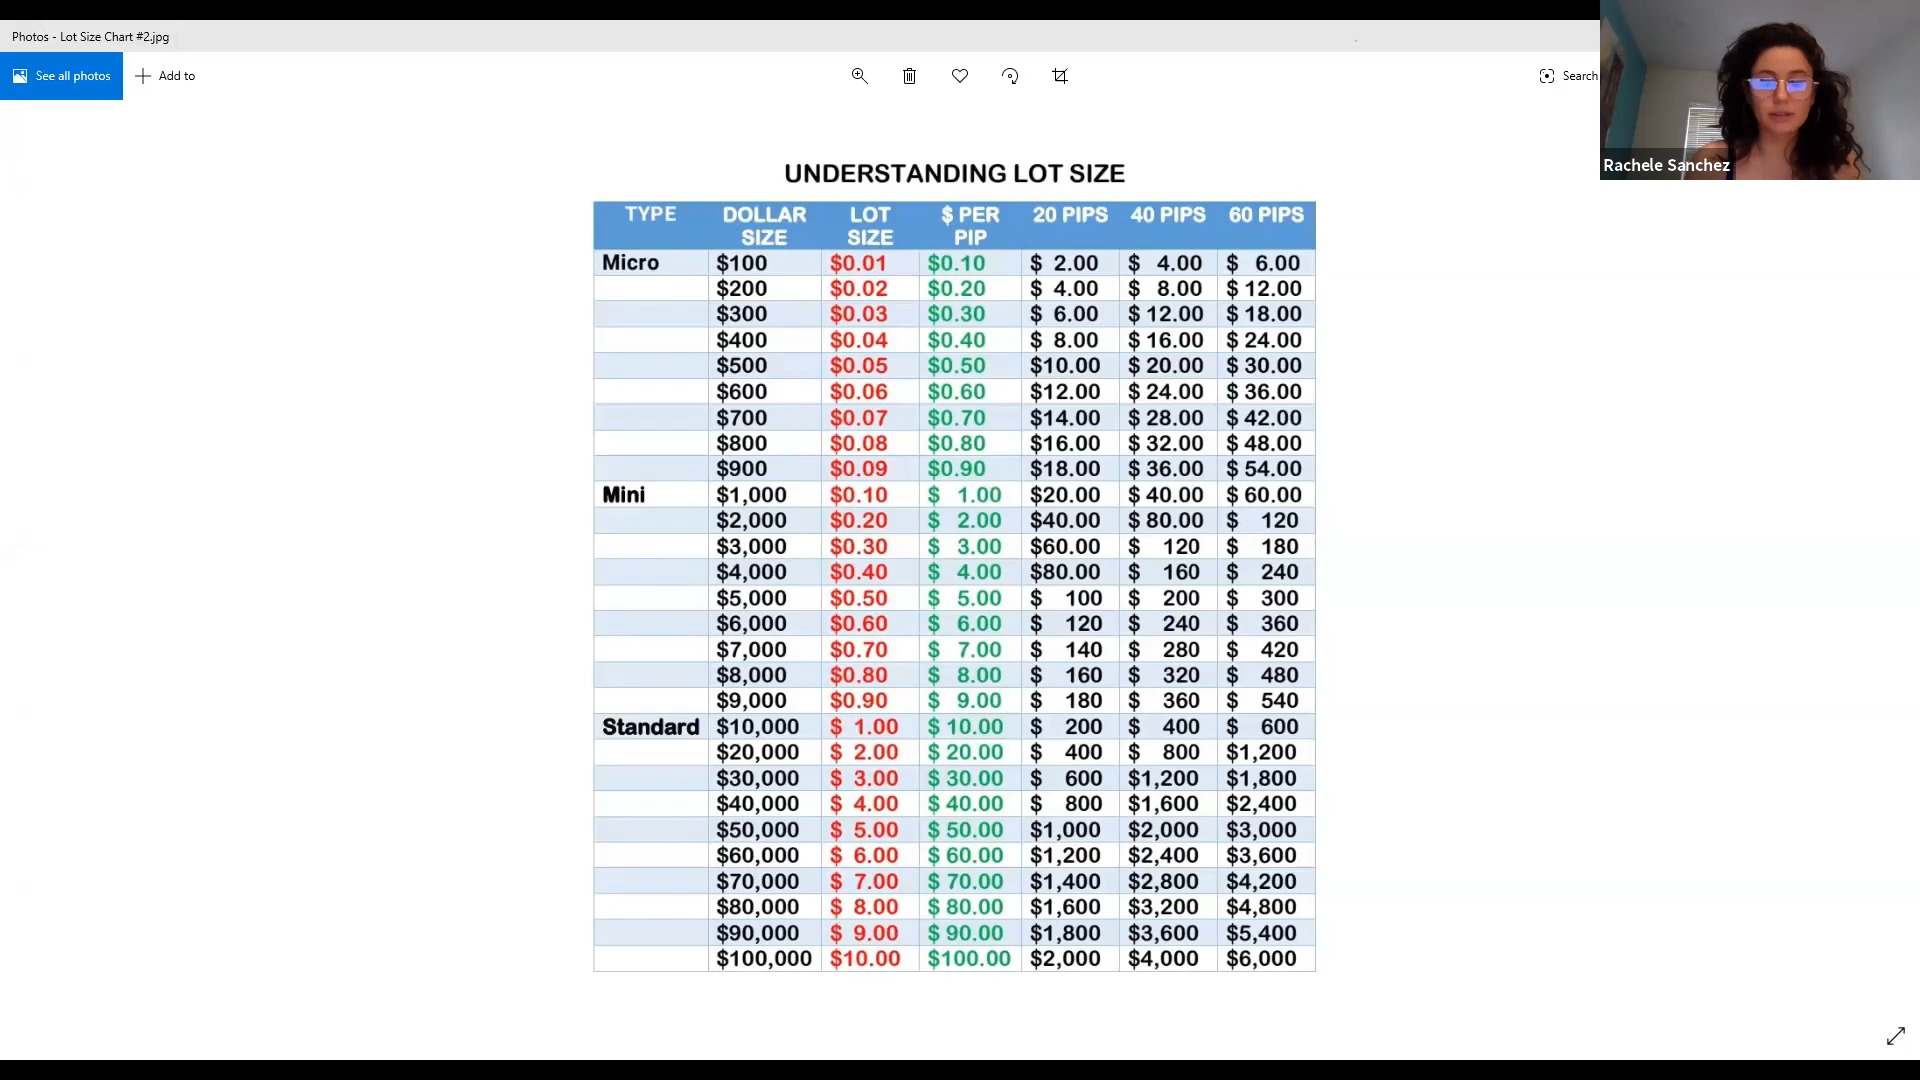 Photos - Lot Size Chart #2.jpg
See all photos
Add to
Search
Rachele Sanchez
UNDERSTANDING LOT SIZE
TYPE DOLLAR SIZE LOT SIZE $ PER PIP 20 PIPS 40 PIPS 60 PIPS
Micro $100 $0.01 $0.10 $ 2.00 $ 4.00 $ 6.00
$200 $0.02 $0.20 $ 4.00 $ 8.00 $ 12.00
$300 $0.03 $0.30 $ 6.00 $ 12.00 $ 18.00
$400 $0.04 $0.40 $ 8.00 $ 16.00 $ 24.00
$500 $0.05 $0.50 $10.00 $ 20.00 $ 30.00
$600 $0.06 $0.60 $12.00 $ 24.00 $ 36.00
$700 $0.07 $0.70 $14.00 $ 28.00 $ 42.00
$800 $0.08 $0.80 $16.00 $ 32.00 $ 48.00
$900 $0.09 $0.90 $18.00 $ 36.00 $ 54.00
Mini $1,000 $0.10 $ 1.00 $20.00 $ 40.00 $ 60.00
$2,000 $0.20 $ 2.00 $40.00 $ 80.00 $ 120
$3,000 $0.30 $ 3.00 $60.00 $ 120 $ 180
$4,000 $0.40 $ 4.00 $80.00 $ 160 $ 240
$5,000 $0.50 $ 5.00 $ 100 $ 200 $ 300
$6,000 $0.60 $ 6.00 $ 120 $ 240 $ 360
$7,000 $0.70 $ 7.00 $ 140 $ 280 $ 420
$8,000 $0.80 $ 8.00 $ 160 $ 320 $ 480
$9,000 $0.90 $ 9.00 $ 180 $ 360 $ 540
Standard $10,000 $ 1.00 $ 10.00 $ 200 $ 400 $ 600
$20,000 $ 2.00 $ 20.00 $ 400 $ 800 $1,200
$30,000 $ 3.00 $ 30.00 $ 600 $1,200 $1,800
$40,000 $ 4.00 $ 40.00 $ 800 $1,600 $2,400
$50,000 $ 5.00 $ 50.00 $1,000 $2,000 $3,000
$60,000 $ 6.00 $ 60.00 $1,200 $2,400 $3,600
$70,000 $ 7.00 $ 70.00 $1,400 $2,800 $4,200
$80,000 $ 8.00 $ 80.00 $1,600 $3,200 $4,800
$90,000 $ 9.00 $ 90.00 $1,800 $3,600 $5,400
$100,000 $10.00 $100.00 $2,000 $4,000 $6,000